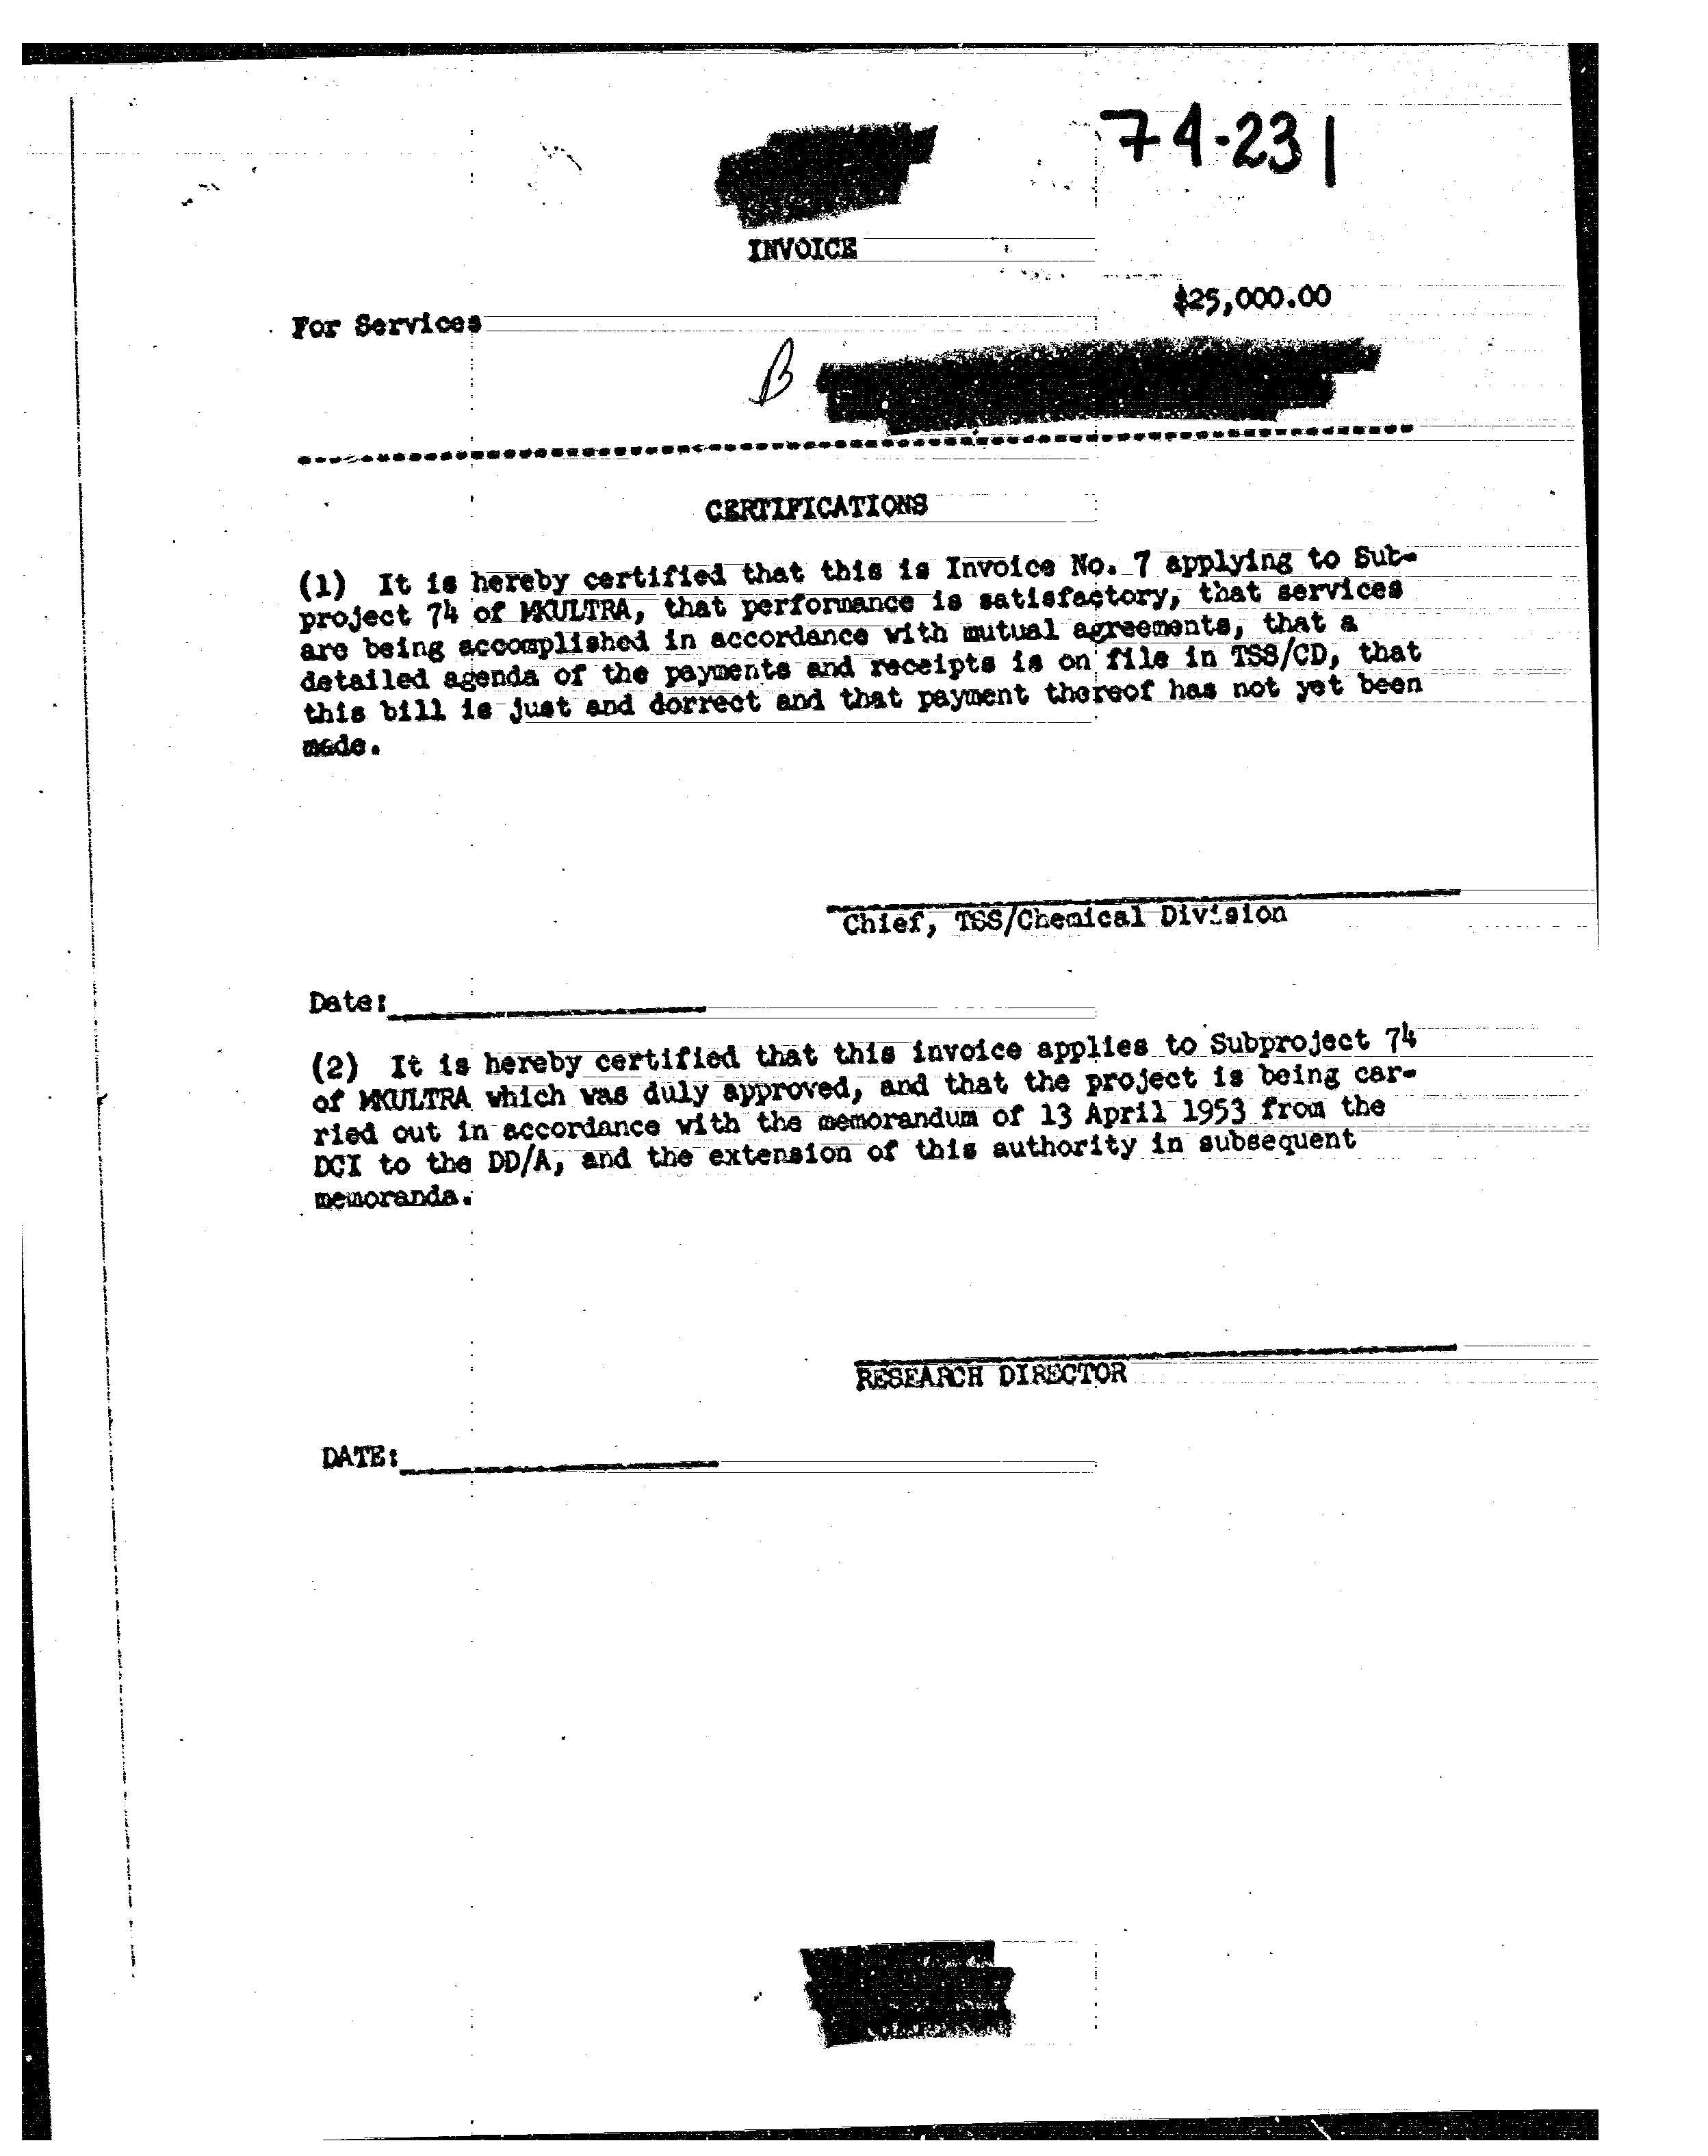 74-231
INVOICE
For Services $25,000.00
B
CERTIFICATIONS
(1) It is hereby certified that this is Invoice No. 7 applying to Sub-
project 74 of MKULTRA, that performance is satisfactory, that services
are being accomplished in accordance with mutual agreements, that a
detailed agenda of the payments and receipts is on file in TSS/CD, that
this bill is just and dorrect and that payment thereof has not yet been
made.
Chief, TSS/Chemical Division
Date:
(2) It is hereby certified that this invoice applies to Subproject 74
of MKULTRA which was duly approved, and that the project is being car-
ried out in accordance with the memorandum of 13 April 1953 from the
DCI to the DD/A, and the extension of this authority in subsequent
memoranda.
RESEARCH DIRECTOR
DATE: